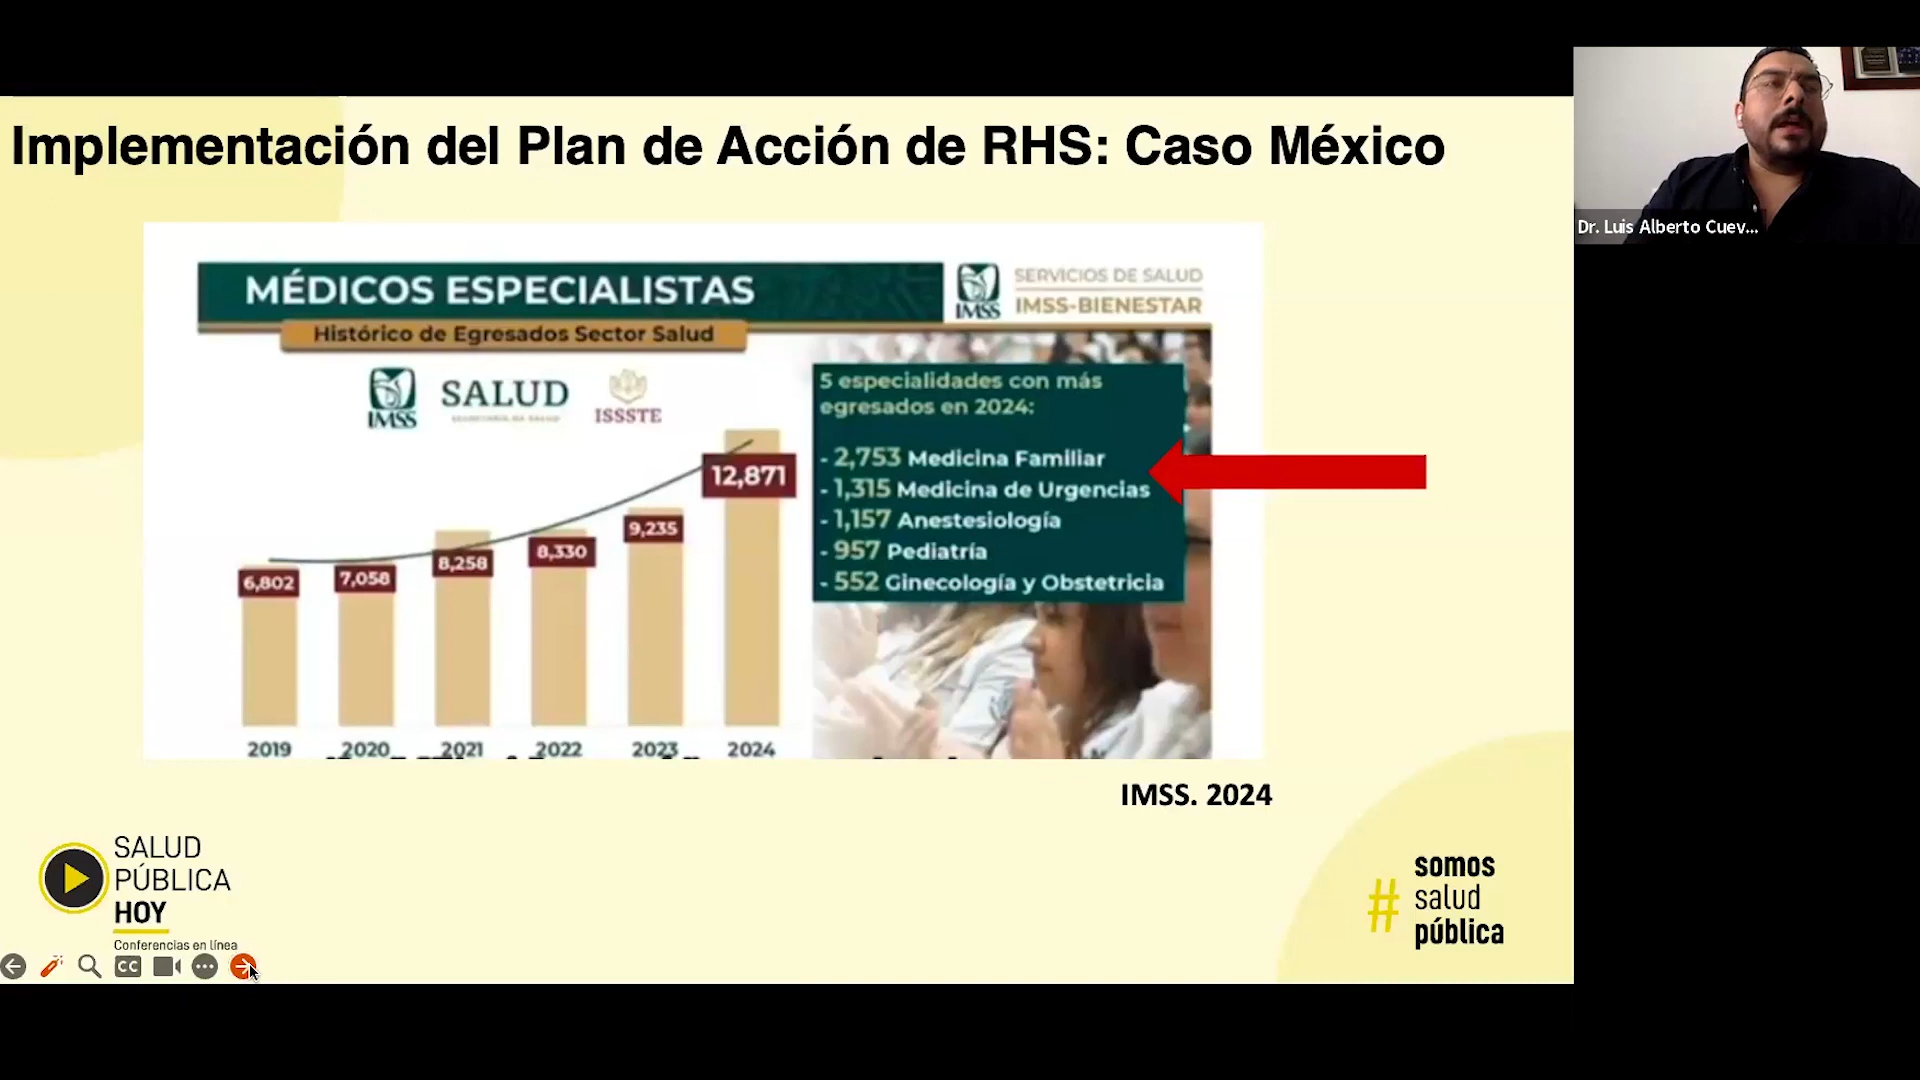 Implementación del Plan de Acción de RHS: Caso México
Dr. Luis Alberto Cuev...
MÉDICOS ESPECIALISTAS
IMSS
SERVICIOS DE SALUD
IMSS-BIENESTAR
Histórico de Egresados Sector Salud
IMSS
SALUD
SECRETARÍA DE SALUD
ISSSTE
5 especialidades con más
egresados en 2024:
- 2,753 Medicina Familiar
- 1,315 Medicina de Urgencias
- 1,157 Anestesiología
- 957 Pediatría
- 552 Ginecología y Obstetricia
6,802
7,058
8,258
8,330
9,235
12,871
2019 2020 2021 2022 2023 2024
IMSS. 2024
SALUD
PÚBLICA
HOY
Conferencias en línea
CC
#
somos
salud
pública